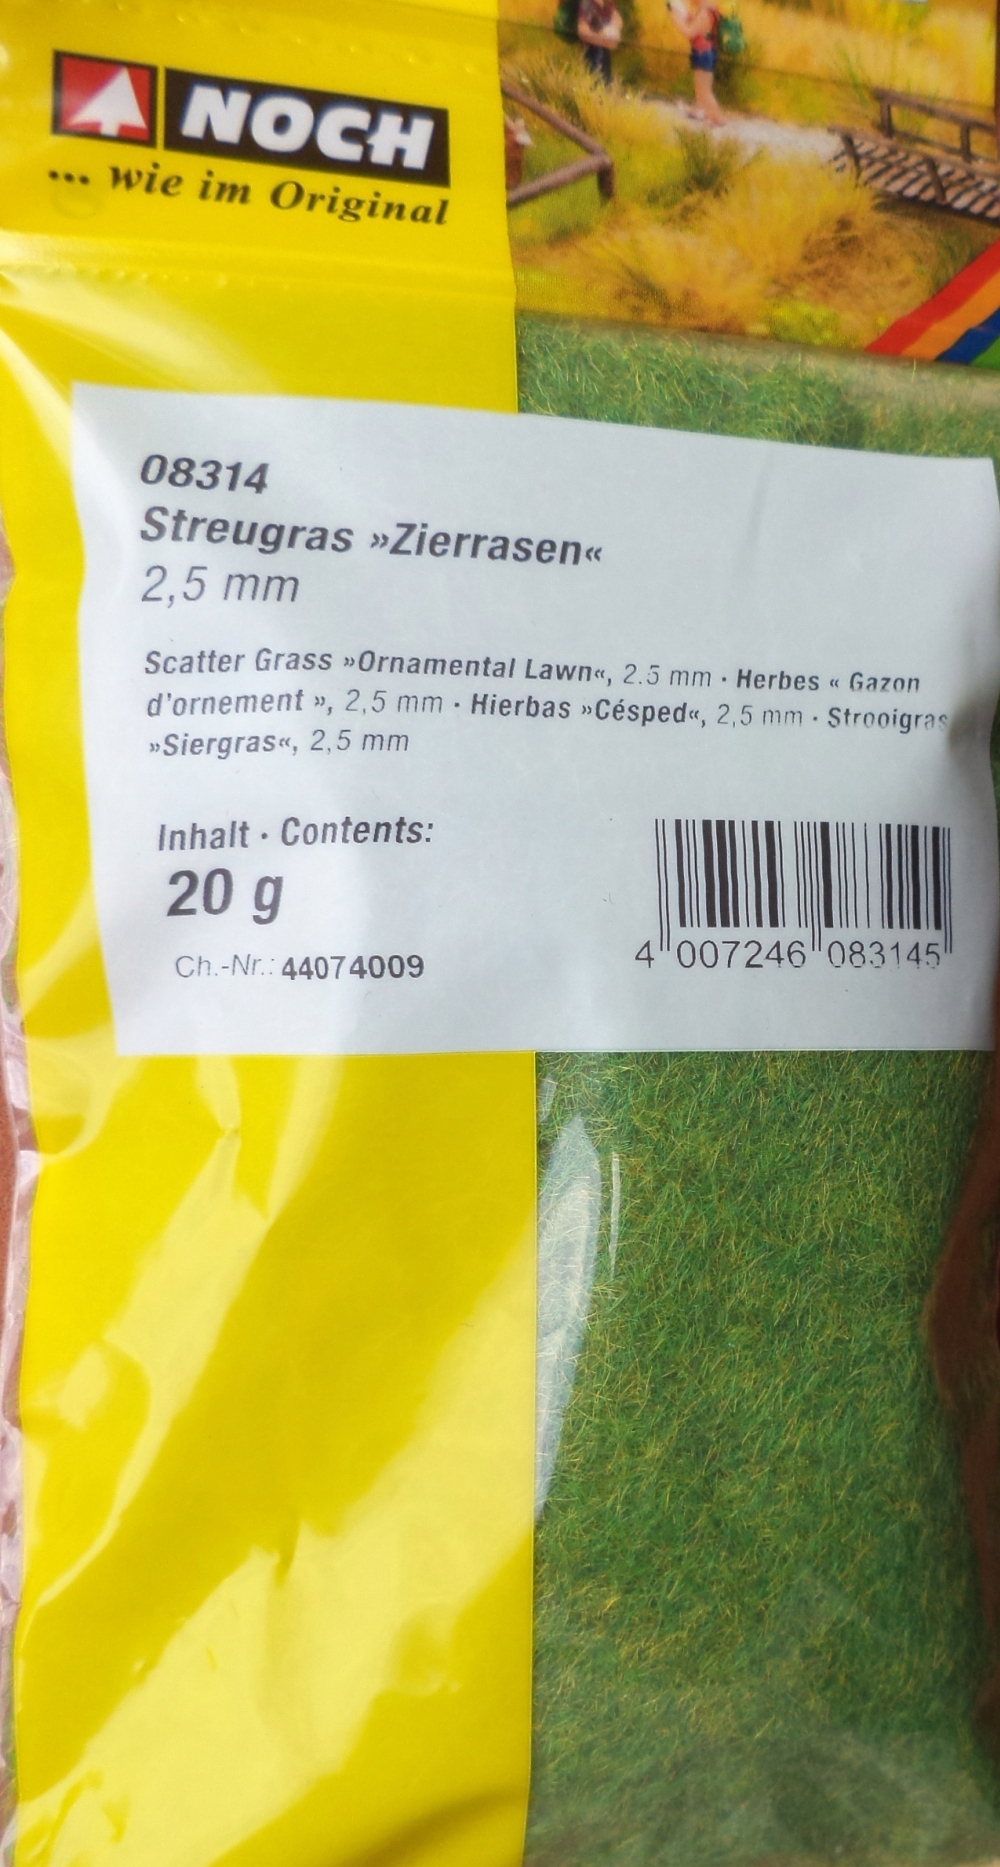 NOCH
... wie im Original
08314
Streugras »Zierrasen«
2,5 mm
Scatter Grass »Ornamental Lawn«, 2.5 mm · Herbes « Gazon
d'ornement », 2,5 mm · Hierbas »Césped«, 2,5 mm · Strooigras
»Siergras«, 2,5 mm
Inhalt · Contents:
20 g
Ch.-Nr.: 44074009
4 007246 083145